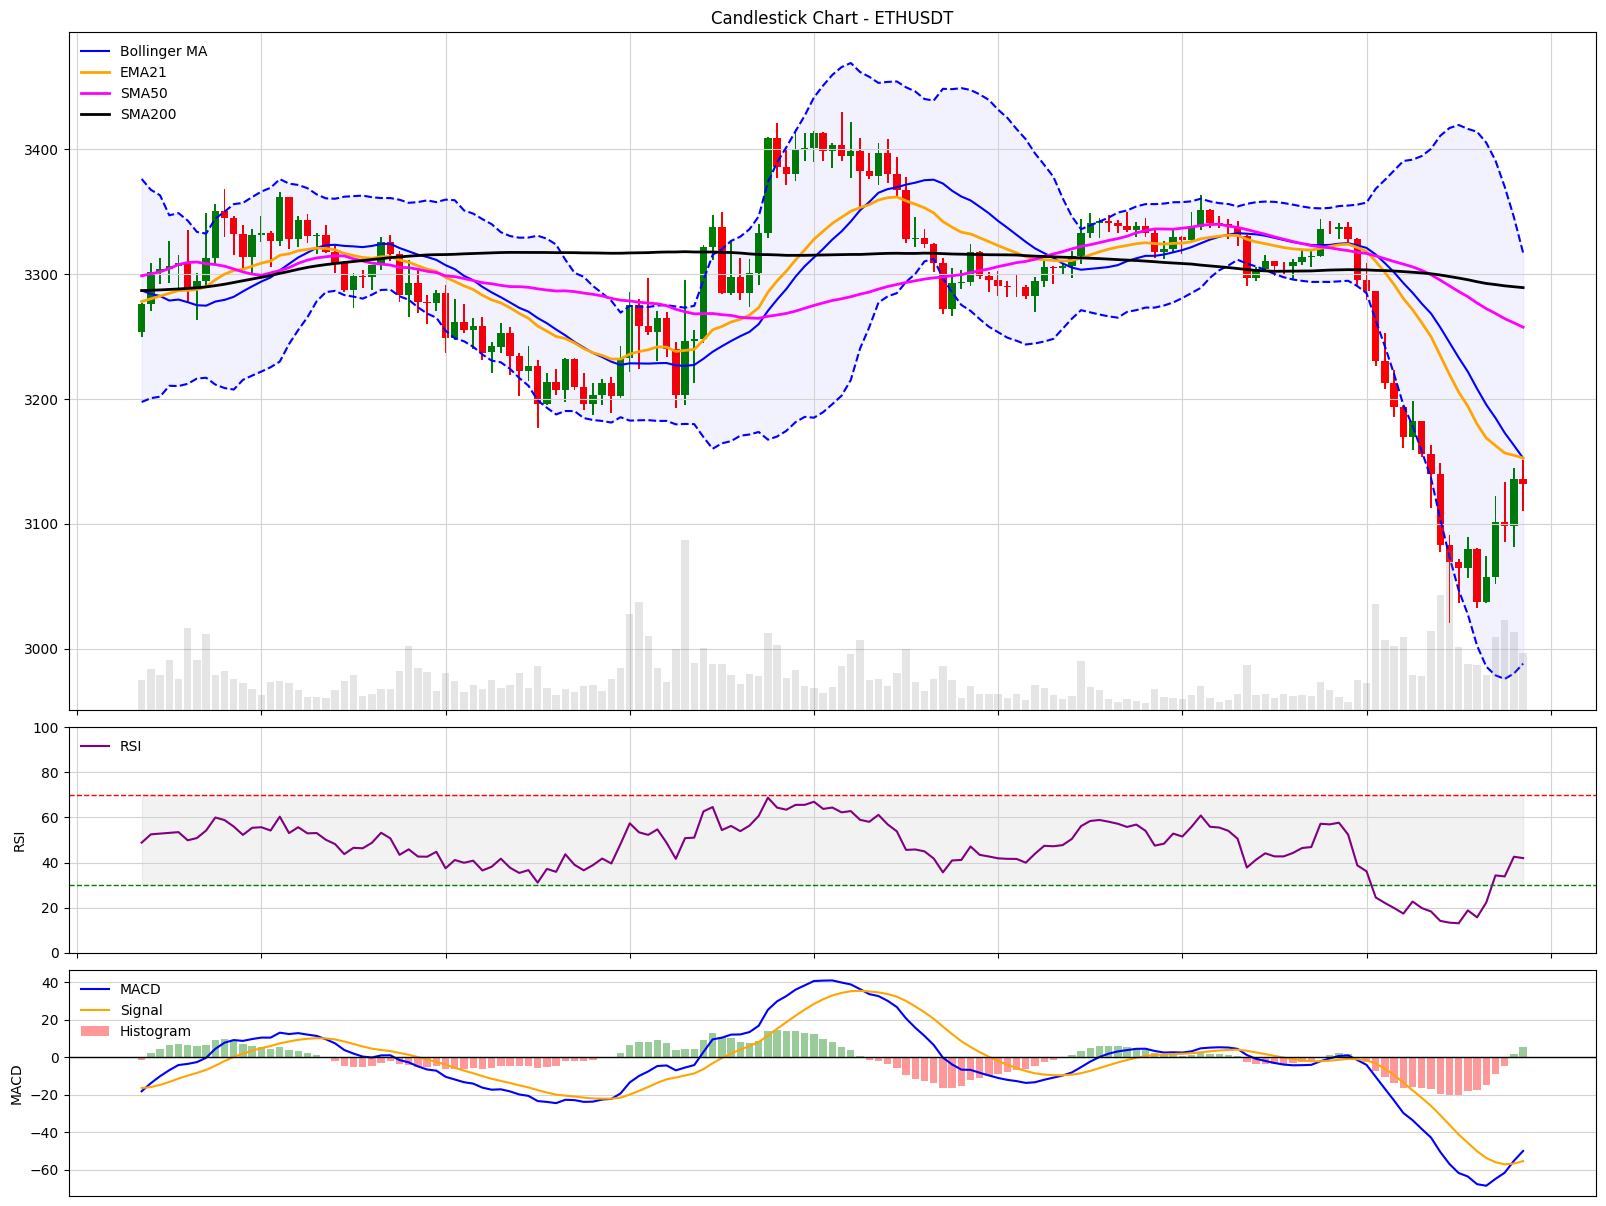 Candlestick Chart - ETHUSDT
Bollinger MA
EMA21
SMA50
SMA200
3400
3300
3200
3100
3000
RSI
100
80
60
40
20
0
RSI
MACD
Signal
Histogram
40
20
0
−20
−40
−60
MACD